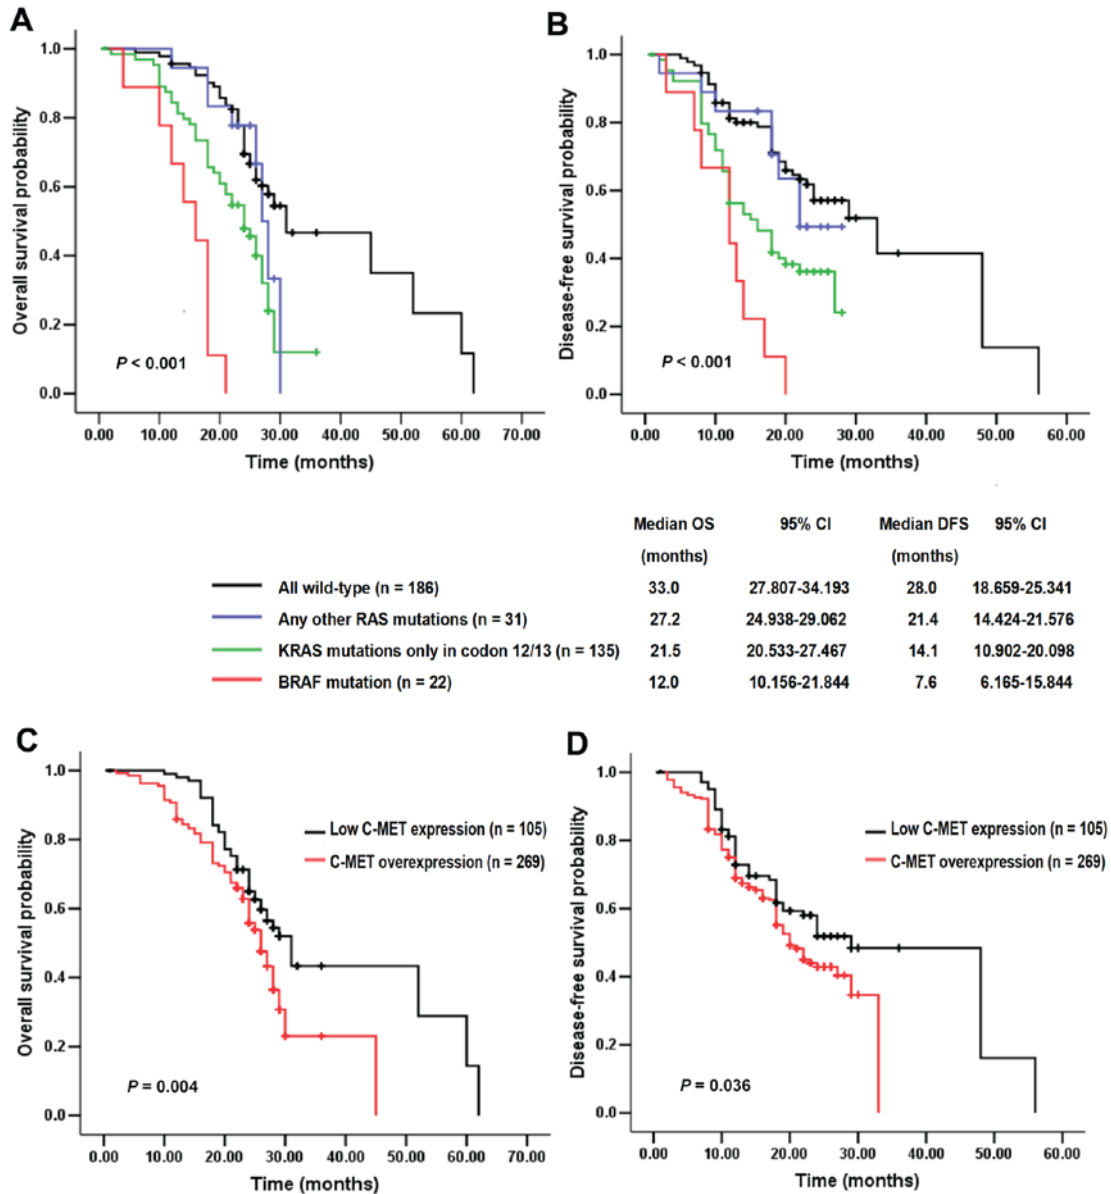 A
Overall survival probability
1.0
0.8
0.6
0.4
0.2
0.0
P < 0.001
0.00 10.00 20.00 30.00 40.00 50.00 60.00 70.00
Time (months)
B
Disease-free survival probability
1.0
0.8
0.6
0.4
0.2
0.0
P < 0.001
0.00 10.00 20.00 30.00 40.00 50.00 60.00
Time (months)
Median OS 95% CI Median DFS 95% CI
(months) (months)
All wild-type (n = 186) 33.0 27.807-34.193 28.0 18.659-25.341
Any other RAS mutations (n = 31) 27.2 24.938-29.062 21.4 14.424-21.576
KRAS mutations only in codon 12/13 (n = 135) 21.5 20.533-27.467 14.1 10.902-20.098
BRAF mutation (n = 22) 12.0 10.156-21.844 7.6 6.165-15.844
C
Overall survival probability
1.0
0.8
0.6
0.4
0.2
0.0
Low C-MET expression (n = 105)
C-MET overexpression (n = 269)
P = 0.004
0.00 10.00 20.00 30.00 40.00 50.00 60.00 70.00
Time (months)
D
Disease-free survival probability
1.0
0.8
0.6
0.4
0.2
0.0
Low C-MET expression (n = 105)
C-MET overexpression (n = 269)
P = 0.036
0.00 10.00 20.00 30.00 40.00 50.00 60.00
Time (months)